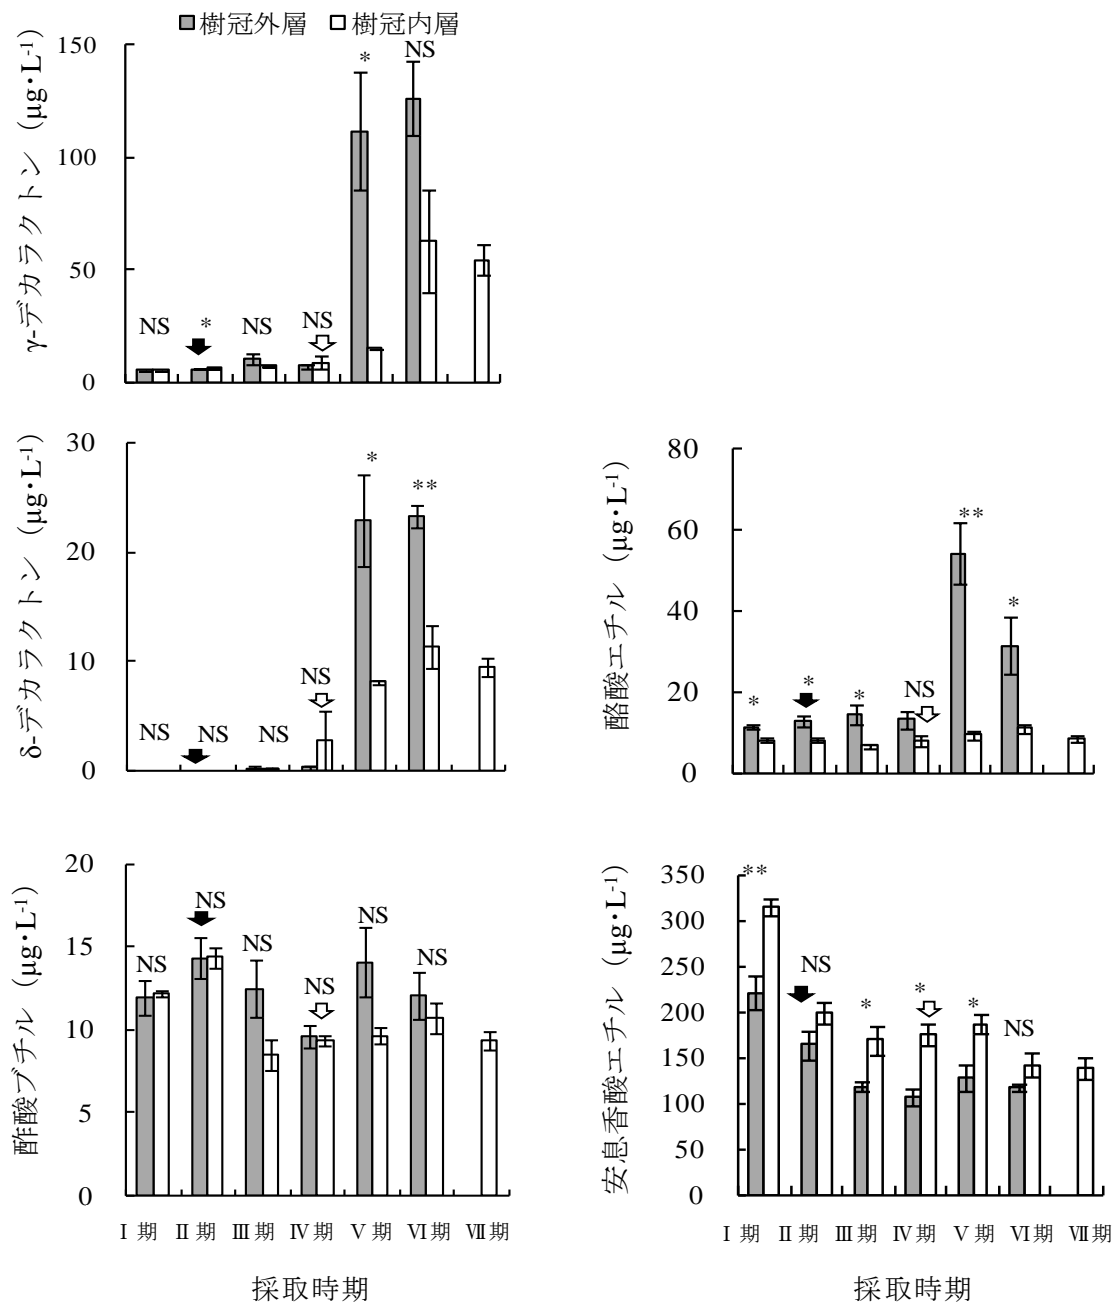 樹冠外層 樹冠内層
γ-デカラクトン (μg・L-1)
150
100
50
0
NS
*
NS
NS
*
NS
δ-デカラクトン (μg・L-1)
30
20
10
0
NS
NS
NS
NS
*
**
酪酸エチル (μg・L-1)
80
60
40
20
0
*
*
*
NS
**
*
酢酸ブチル (μg・L-1)
20
15
10
5
0
NS
NS
NS
NS
NS
NS
Ⅰ期 Ⅱ期 Ⅲ期 Ⅳ期 Ⅴ期 Ⅵ期 Ⅶ期
採取時期
安息香酸エチル (μg・L-1)
350
300
250
200
150
100
50
0
**
NS
*
*
*
NS
Ⅰ期 Ⅱ期 Ⅲ期 Ⅳ期 Ⅴ期 Ⅵ期 Ⅶ期
採取時期